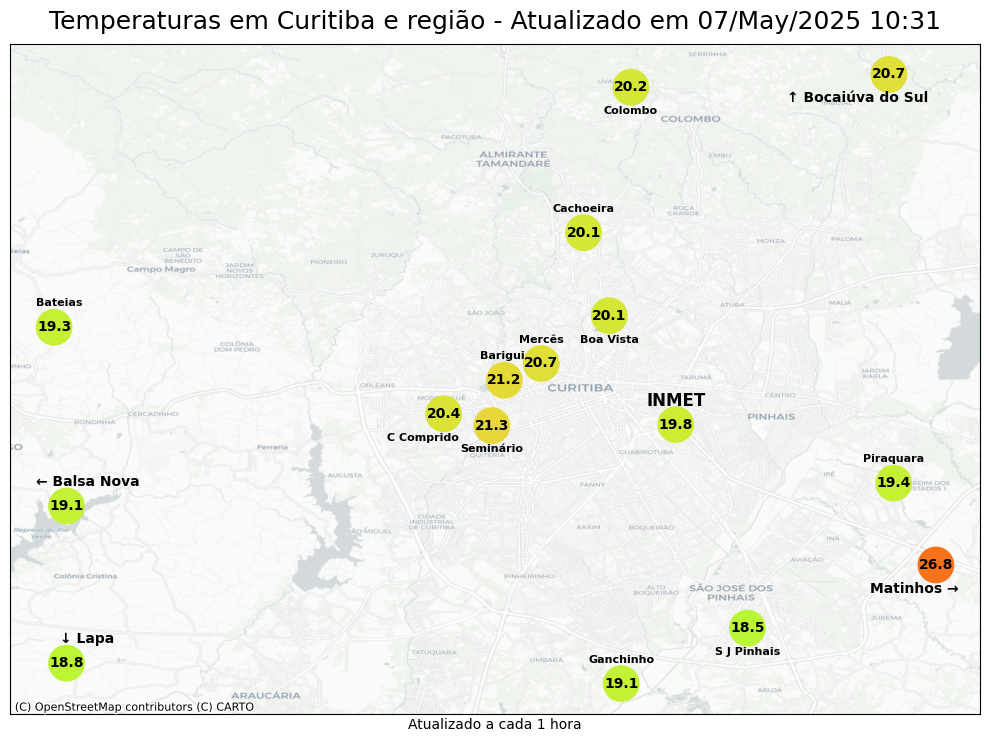 Temperaturas em Curitiba e região - Atualizado em 07/May/2025 10:31
SERRINHA
20.7
↑ Bocaiúva do Sul
20.2
Colombo
COLOMBO
PACOTUBA
EMBU
ALMIRANTE
TAMANDARÉ
Cachoeira
20.1
ROÇA
GRANDE
MONZA
PALOMA
CAMPO DE
SÃO
BENEDITO
Campo Magro
JARDIM
NOVOS
HORIZONTES
PIONEIRO
JURUQUI
Bateias
19.3
SÃO JOÃO
20.1
Boa Vista
ATUBA
MAUÁ
COLÔNIA
DOM PEDRO
Mercês
20.7
Barigui
21.2
ORLEANS
CURITIBA
TARUMÃ
JARDIM
KARLA
CENTRO
PINHAIS
INMET
19.8
20.4
C Comprido
21.3
Seminário
CERCADINHO
RONDINHA
Ferraria
GUABIROTUBA
Piraquara
19.4
IPÊ
← Balsa Nova
19.1
AUGUSTA
FANNY
CIDADE
INDUSTRIAL
DE CURITIBA
SÃO MIGUEL
XAXIM
BOQUEIRÃO
INÁ
AVIAÇÃO
26.8
Matinhos →
Colônia Cristina
PINHEIRINHO
ALTO
BOQUEIRÃO
SÃO JOSÉ DOS
PINHAIS
JUREMA
18.5
S J Pinhais
↓ Lapa
18.8
TATUQUARA
UMBARÁ
Ganchinho
19.1
ARAUCÁRIA
ARUJÁ
(C) OpenStreetMap contributors (C) CARTO
Atualizado a cada 1 hora